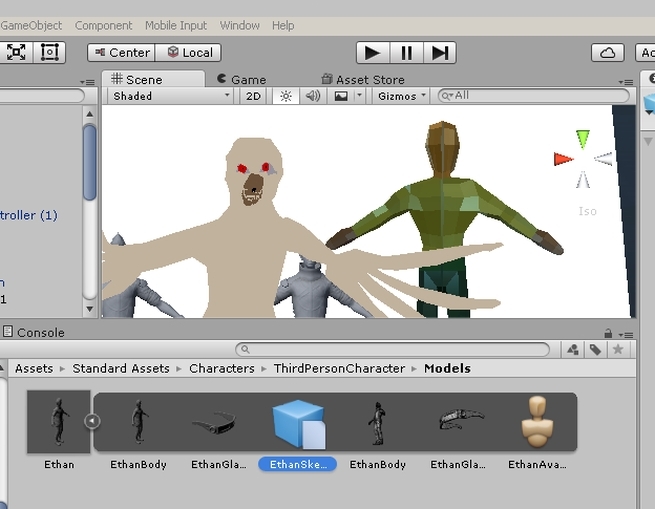 GameObject Component Mobile Input Window Help
Center Local
Scene Game Asset Store
Shaded 2D Gizmos All
troller (1)
Iso
1
Console
Assets Standard Assets Characters ThirdPersonCharacter Models
Ethan EthanBody EthanGla... EthanSke... EthanBody EthanGla... EthanAva...